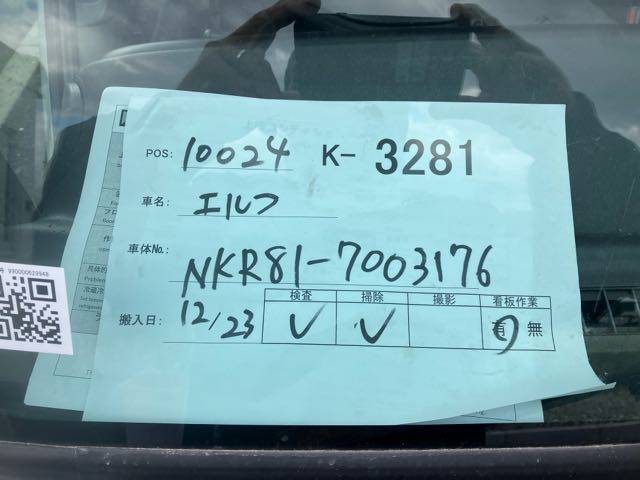 POS: 10024 K- 3281
車名: エルフ
車体No.: NKR81-7003176
検査 掃除 撮影 看板作業
搬入日: 12/23 ✓ ✓ 有 無